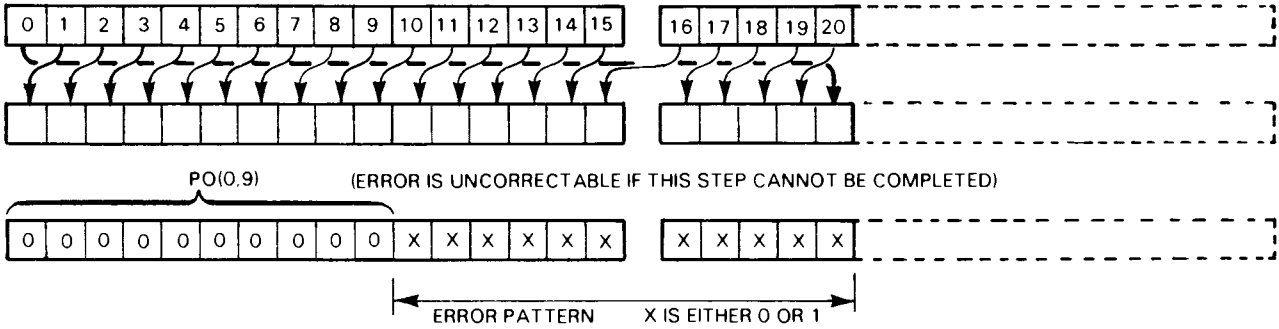 0 1 2 3 4 5 6 7 8 9 10 11 12 13 14 15 16 17 18 19 20
PO(0,9) (ERROR IS UNCORRECTABLE IF THIS STEP CANNOT BE COMPLETED)
0 0 0 0 0 0 0 0 0 0 X X X X X X X X X X X
ERROR PATTERN X IS EITHER 0 OR 1